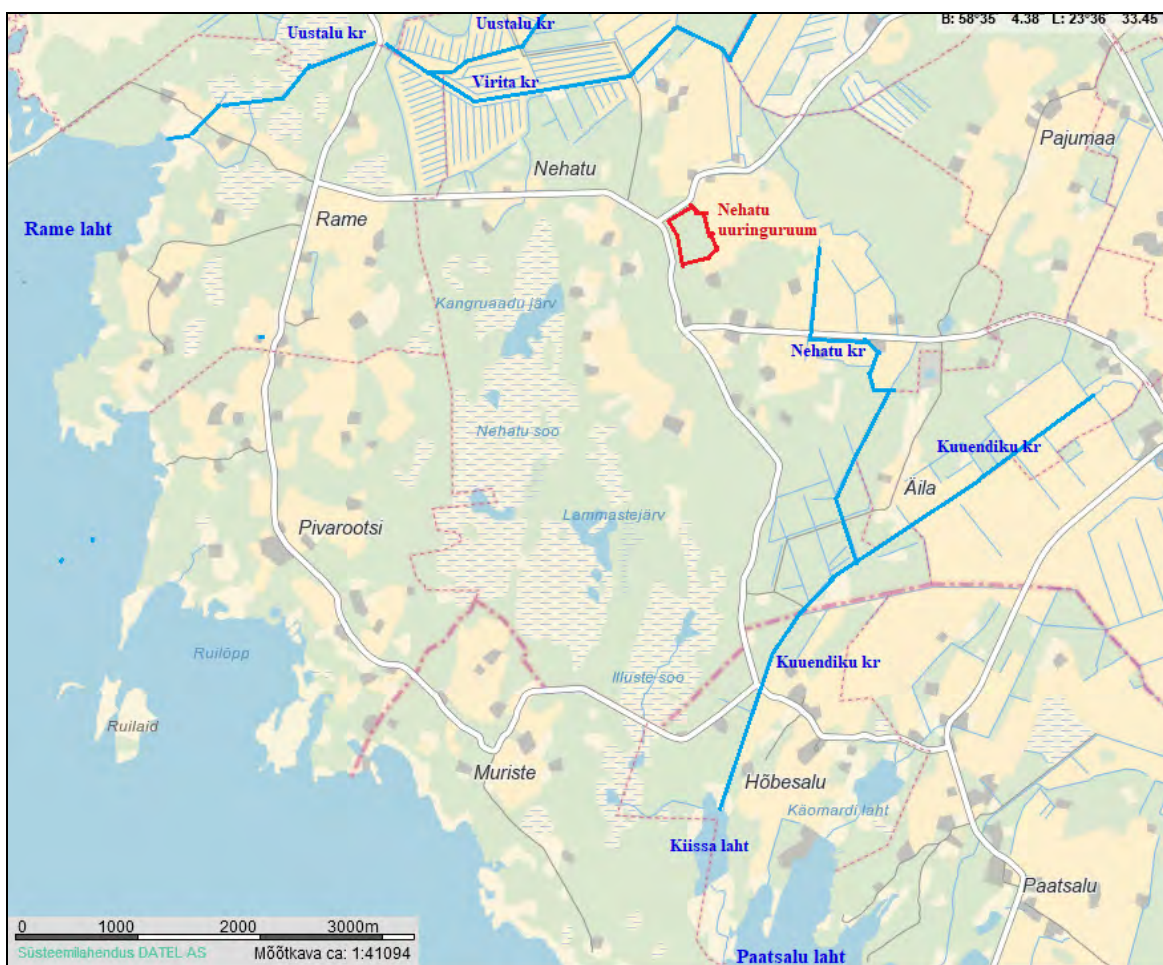 B: 58°35 4.38 L: 23°36 33.45
Uustalu kr
Uustalu kr
Virita kr
Pajumaa
Nehatu
Rame
Nehatu
uuringuruum
Rame laht
Kangruaadu järv
Nehatu kr
Nehatu soo
Kuuendiku kr
Äila
Lammastejärv
Pivarootsi
Ruilõpp
Kuuendiku kr
Illuste soo
Ruilaid
Muriste
Hõbesalu
Käomardi laht
Kiissa laht
Paatsalu
0 1000 2000 3000m
Süsteemilahendus DATEL AS
Mõõtkava ca: 1:41094
Paatsalu laht